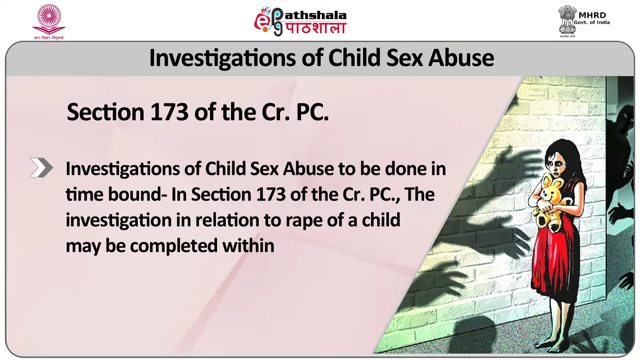 ePathshala
पाठशाला
MHRD
Govt. of India
Investigations of Child Sex Abuse
Section 173 of the Cr. PC.
Investigations of Child Sex Abuse to be done in
time bound- In Section 173 of the Cr. PC., The
investigation in relation to rape of a child
may be completed within